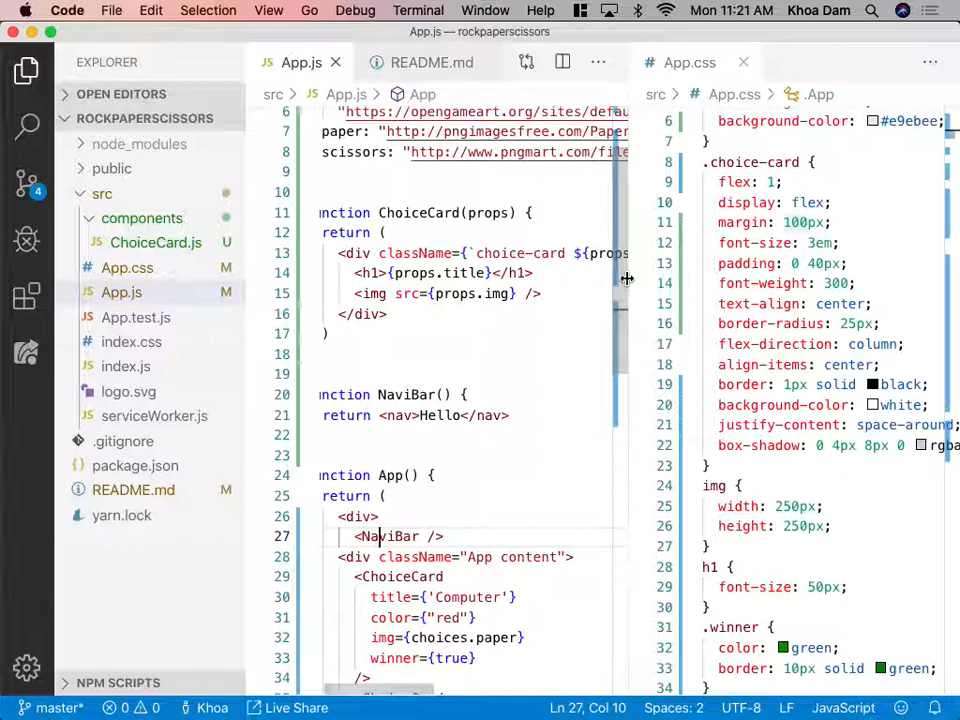 Code File Edit Selection View Go Debug Terminal Window Help Mon 11:21 AM Khoa Dam
App.js — rockpaperscissors
EXPLORER
OPEN EDITORS
ROCKPAPERSCISSORS
node_modules
public
src
components
ChoiceCard.js U
App.css M
App.js M
App.test.js
index.css
index.js
logo.svg
serviceWorker.js
.gitignore
package.json
README.md M
yarn.lock
NPM SCRIPTS
4
JS App.js README.md
src JS App.js App
6 "https://opengameart.org/sites/defau
7 paper: "http://pngimagesfree.com/Paper
8 scissors: "http://www.pngmart.com/file
9
10
11 nction ChoiceCard(props) {
12 return (
13 <div className={`choice-card ${props
14 <h1>{props.title}</h1>
15 <img src={props.img} />
16 </div>
17 )
18
19
20 nction NaviBar() {
21 return <nav>Hello</nav>
22
23
24 nction App() {
25 return (
26 <div>
27 <NaviBar />
28 <div className="App content">
29 <ChoiceCard
30 title={'Computer'}
31 color={"red"}
32 img={choices.paper}
33 winner={true}
34 />
# App.css
src # App.css .App
6 background-color: #e9ebee;
7 }
8 .choice-card {
9 flex: 1;
10 display: flex;
11 margin: 100px;
12 font-size: 3em;
13 padding: 0 40px;
14 font-weight: 300;
15 text-align: center;
16 border-radius: 25px;
17 flex-direction: column;
18 align-items: center;
19 border: 1px solid black;
20 background-color: white;
21 justify-content: space-around;
22 box-shadow: 0 4px 8px 0 rgba
23 }
24 img {
25 width: 250px;
26 height: 250px;
27 }
28 h1 {
29 font-size: 50px;
30 }
31 .winner {
32 color: green;
33 border: 10px solid green;
34 }
master* 0 0 Khoa Live Share Ln 27, Col 10 Spaces: 2 UTF-8 LF JavaScript